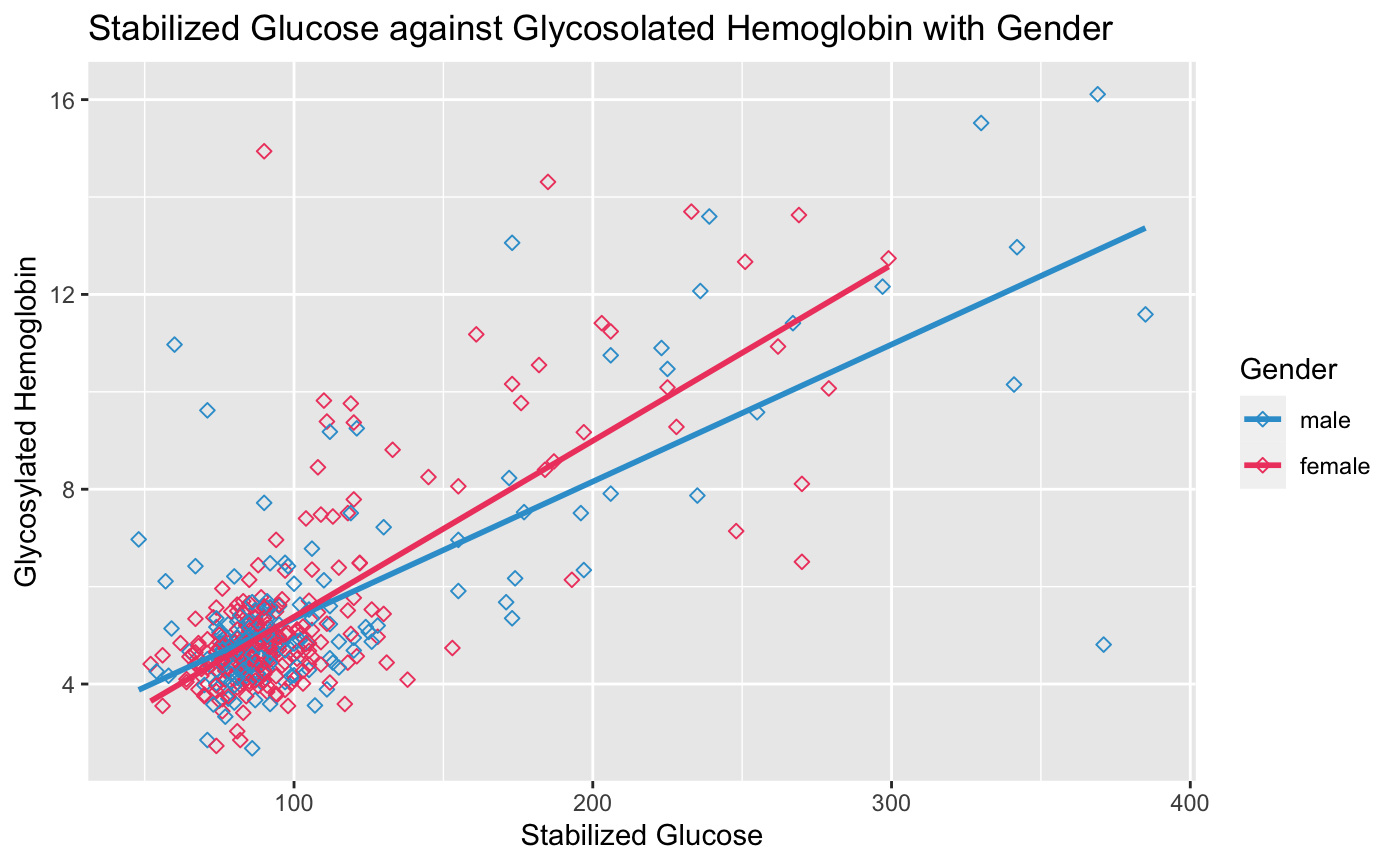 Stabilized Glucose against Glycosolated Hemoglobin with Gender
Glycosylated Hemoglobin
16
12
8
4
100
200
300
400
Stabilized Glucose
Gender
male
female